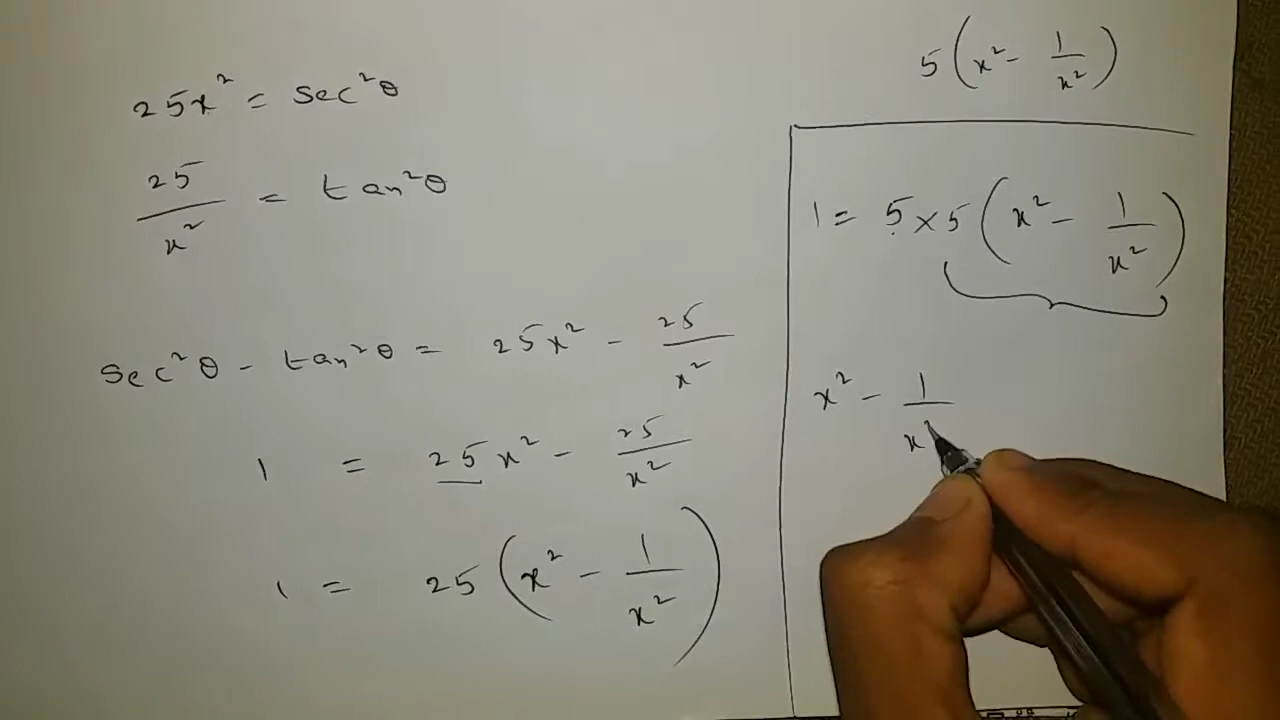 25x² = sec²θ
25/x² = tan²θ
sec²θ - tan²θ = 25x² - 25/x²
1 = 25x² - 25/x²
1 = 25(x² - 1/x²)
5(x² - 1/x²)
1 = 5×5(x² - 1/x²)
x² - 1/x²